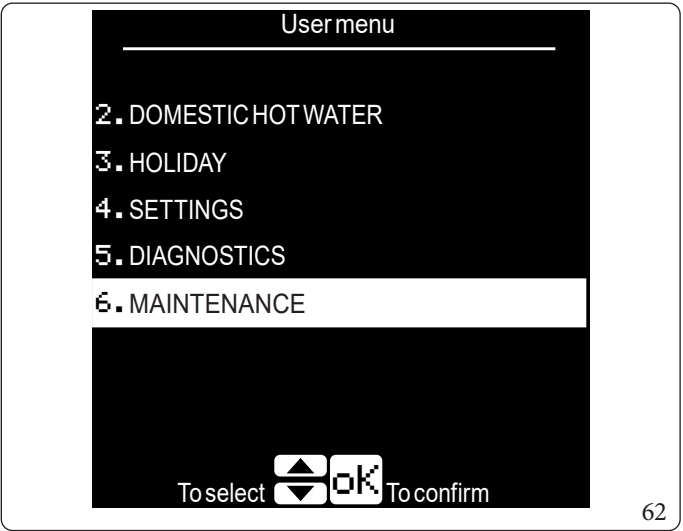 User menu
2. DOMESTIC HOT WATER
3. HOLIDAY
4. SETTINGS
5. DIAGNOSTICS
6. MAINTENANCE
To select oK To confirm
62